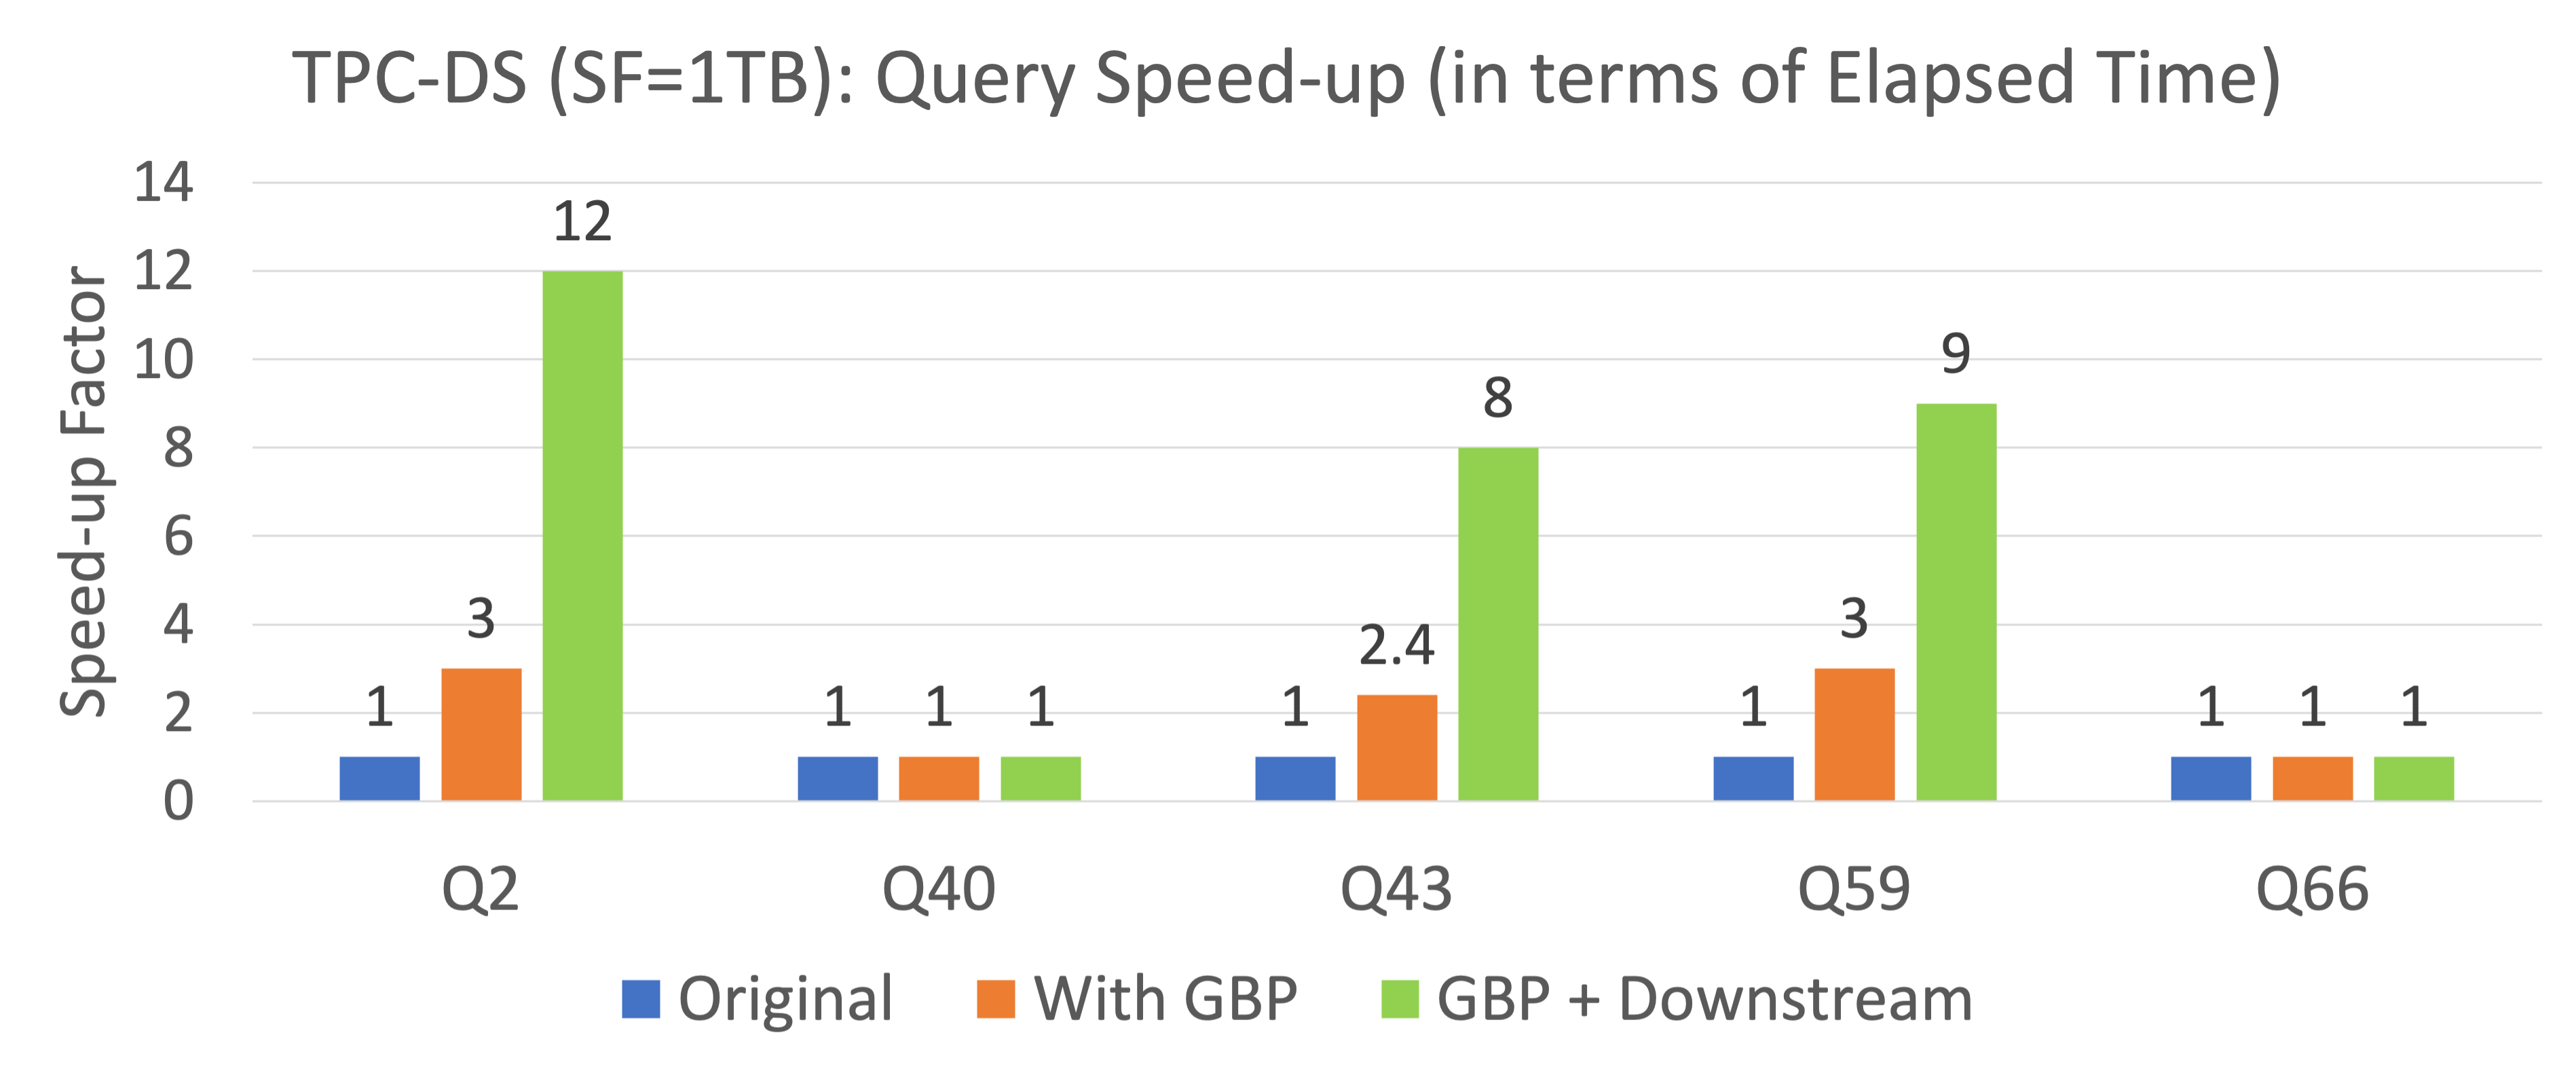 TPC-DS (SF=1TB): Query Speed-up (in terms of Elapsed Time)
Speed-up Factor
14
12
10
8
6
4
2
0
1
3
12
1
1
1
1
2.4
8
1
3
9
1
1
1
Q2
Q40
Q43
Q59
Q66
Original
With GBP
GBP + Downstream